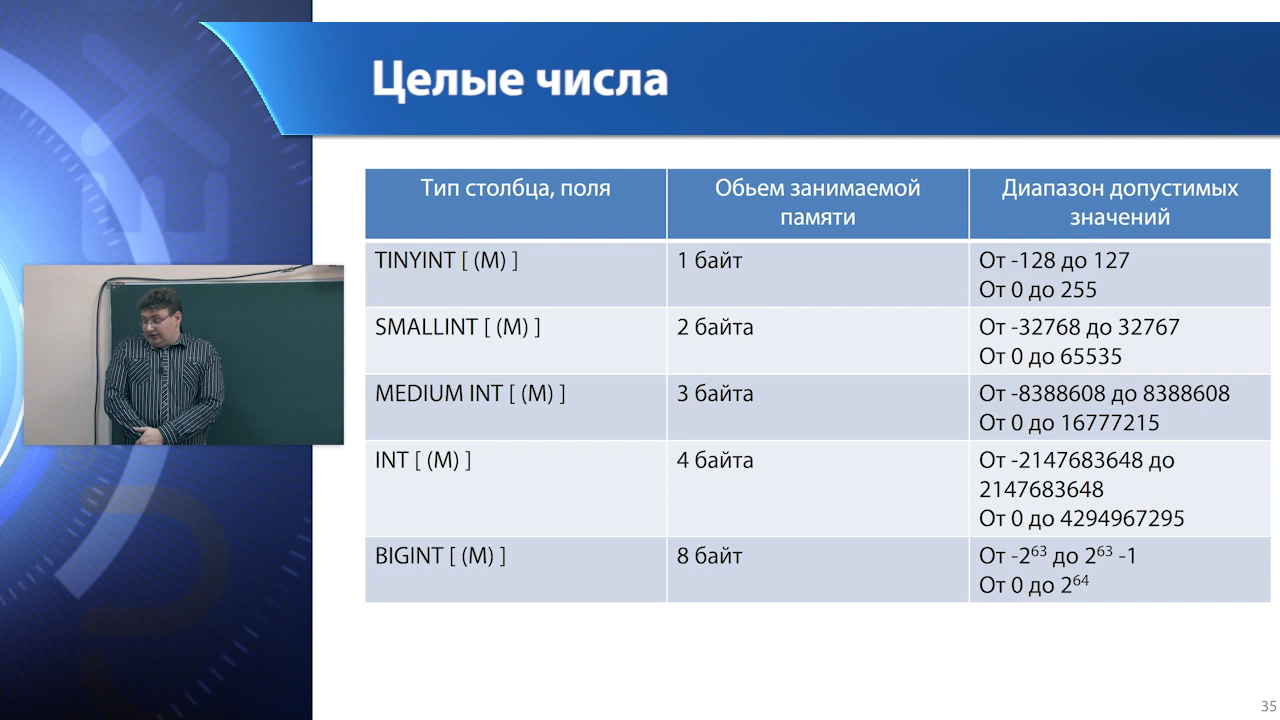 Целые числа
Тип столбца, поля
Обьем занимаемой
памяти
Диапазон допустимых
значений
TINYINT [ (M) ]
1 байт
От -128 до 127
От 0 до 255
SMALLINT [ (M) ]
2 байта
От -32768 до 32767
От 0 до 65535
MEDIUM INT [ (M) ]
3 байта
От -8388608 до 8388608
От 0 до 16777215
INT [ (M) ]
4 байта
От -2147683648 до
2147683648
От 0 до 4294967295
BIGINT [ (M) ]
8 байт
От -2⁶³ до 2⁶³ -1
От 0 до 2⁶⁴
35